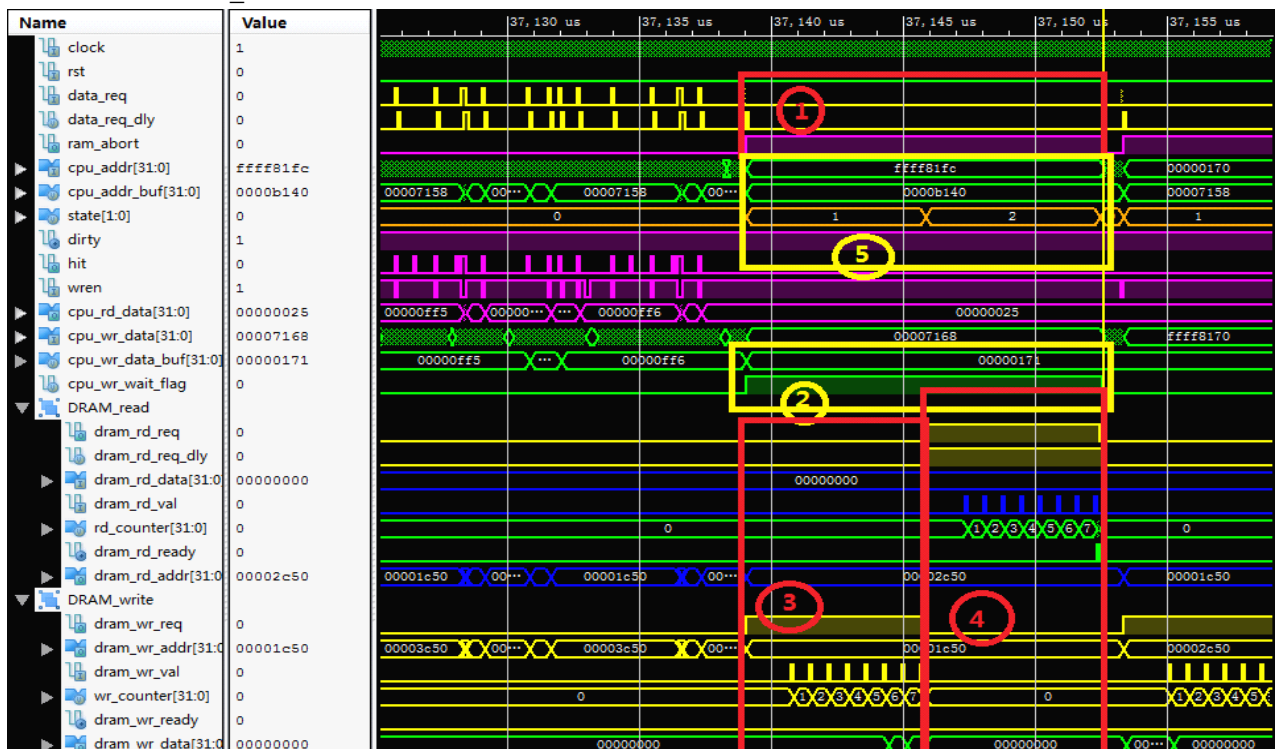 Name Value 37,130 us 37,135 us 37,140 us 37,145 us 37,150 us 37,155 us
clock 1
rst 0
data_req 0
data_req_dly 0
1
ram_abort 0
cpu_addr[31:0] ffff81fc ffff81fc 00000170
cpu_addr_buf[31:0] 0000b140 00007158 00··· 00007158 00··· 0000b140 00007158
state[1:0] 0 0 1 2 1
dirty 1
5
hit 0
wren 1
cpu_rd_data[31:0] 00000025 00000ff5 00000··· ··· 00000ff6 00000025
cpu_wr_data[31:0] 00007168 00007168 ffff8170
cpu_wr_data_buf[31:0] 00000171 00000ff5 ··· 00000ff6 00000171
cpu_wr_wait_flag 0
2
DRAM_read
dram_rd_req 0
dram_rd_req_dly 0
dram_rd_data[31:0 00000000 00000000
dram_rd_val 0
rd_counter[31:0] 0 0 1 2 3 4 5 6 7 0
dram_rd_ready 0
dram_rd_addr[31:0 00002c50 00001c50 00··· 00001c50 00··· 00002c50 00001c50
DRAM_write
3 4
dram_wr_req 0
dram_wr_addr[31:0 00001c50 00003c50 00··· 00003c50 00··· 00001c50 00002c50
dram_wr_val 0
wr_counter[31:0] 0 0 1 2 3 4 5 6 7 0 1 2 3 4 5
dram_wr_ready 0
dram_wr_data[31:0 00000000 00000000 00000000 00··· 00000000